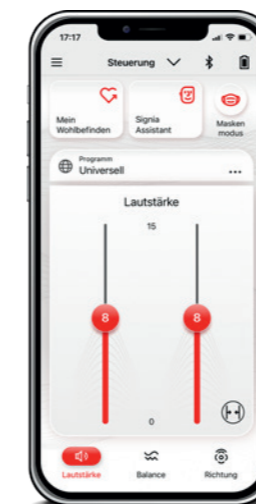 17:17
Steuerung
Mein
Wohlbefinden
Signia
Assistant
Masken
modus
Programm
Universell
...
Lautstärke
15
8
8
0
Lautstärke
Balance
Richtung